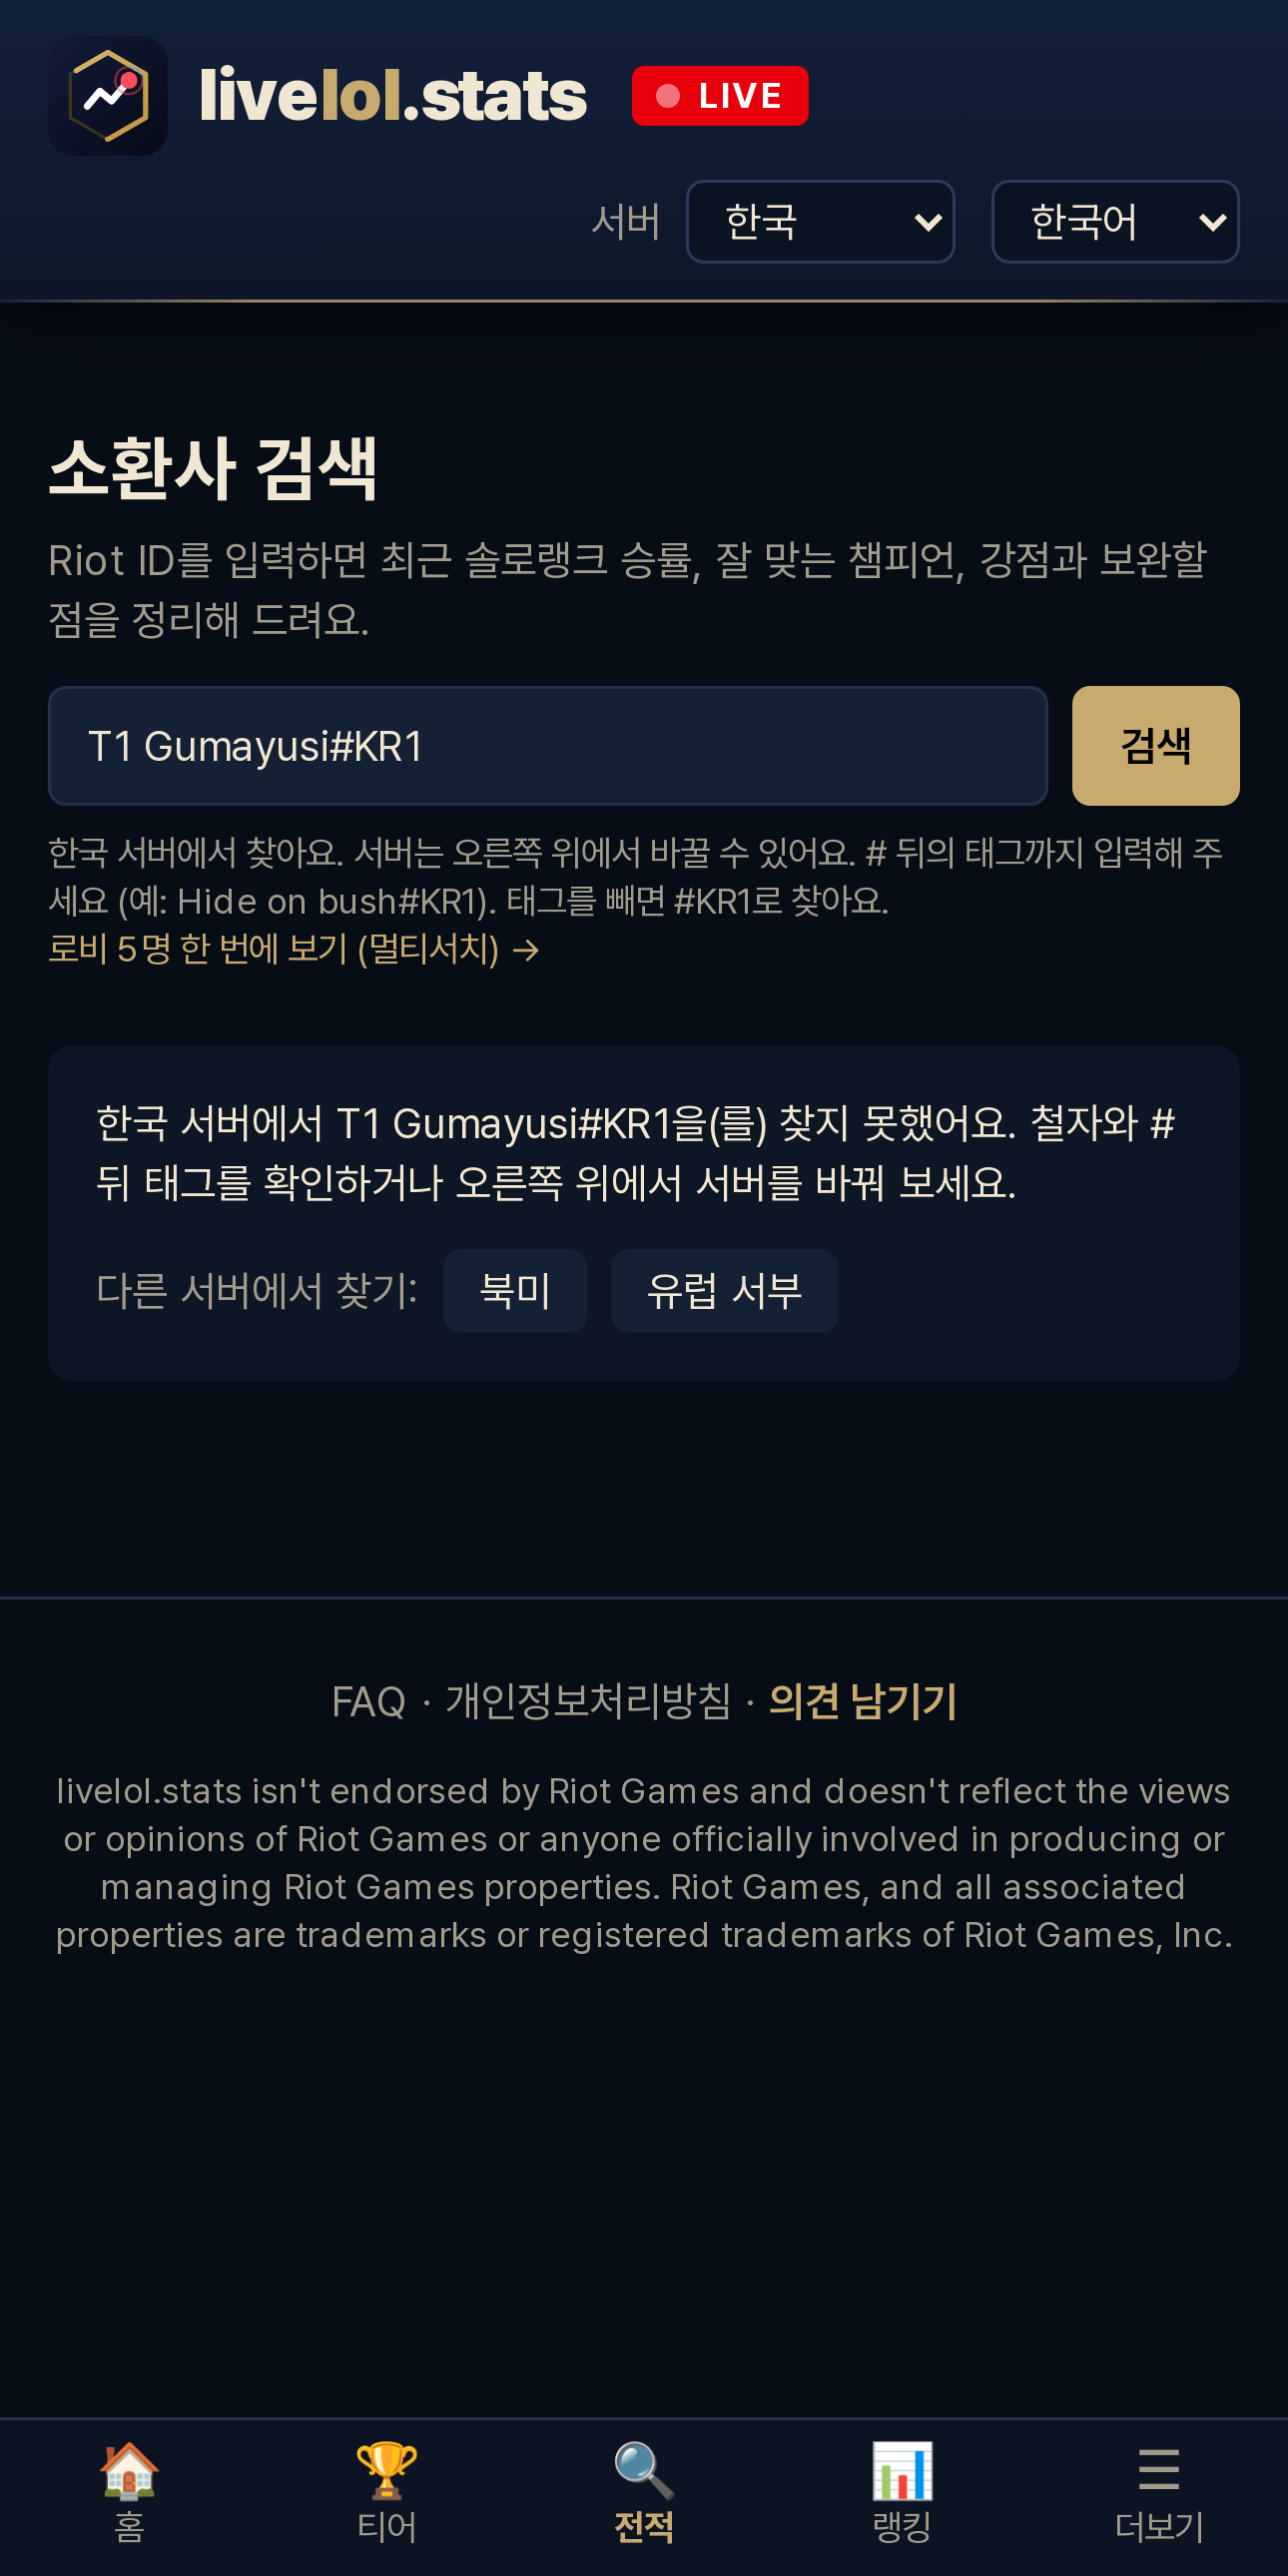 livelol.stats LIVE
서버 한국 한국어
소환사 검색
Riot ID를 입력하면 최근 솔로랭크 승률, 잘 맞는 챔피언, 강점과 보완할
점을 정리해 드려요.
T1 Gumayusi#KR1 검색
한국 서버에서 찾아요. 서버는 오른쪽 위에서 바꿀 수 있어요. # 뒤의 태그까지 입력해 주
세요 (예: Hide on bush#KR1). 태그를 빼면 #KR1로 찾아요.
로비 5명 한 번에 보기 (멀티서치) →
한국 서버에서 T1 Gumayusi#KR1을(를) 찾지 못했어요. 철자와 #
뒤 태그를 확인하거나 오른쪽 위에서 서버를 바꿔 보세요.
다른 서버에서 찾기: 북미 유럽 서부
FAQ · 개인정보처리방침 · 의견 남기기
livelol.stats isn't endorsed by Riot Games and doesn't reflect the views
or opinions of Riot Games or anyone officially involved in producing or
managing Riot Games properties. Riot Games, and all associated
properties are trademarks or registered trademarks of Riot Games, Inc.
홈 티어 전적 랭킹 더보기